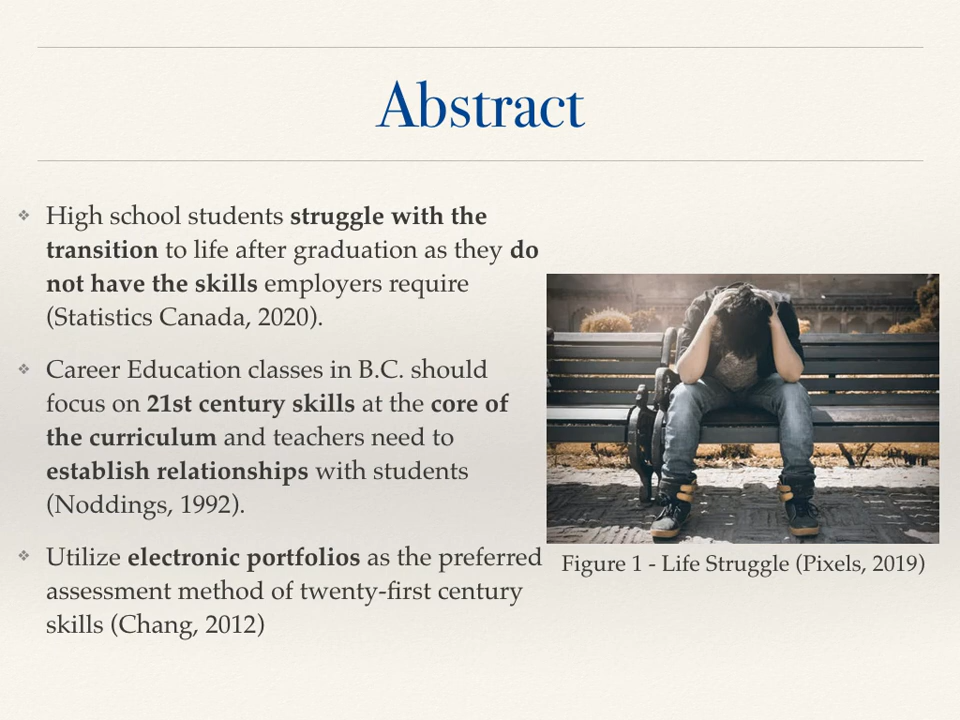 Abstract
❖ High school students struggle with the
transition to life after graduation as they do
not have the skills employers require
(Statistics Canada, 2020).
❖ Career Education classes in B.C. should
focus on 21st century skills at the core of
the curriculum and teachers need to
establish relationships with students
(Noddings, 1992).
❖ Utilize electronic portfolios as the preferred
assessment method of twenty-first century
skills (Chang, 2012)
Figure 1 - Life Struggle (Pixels, 2019)